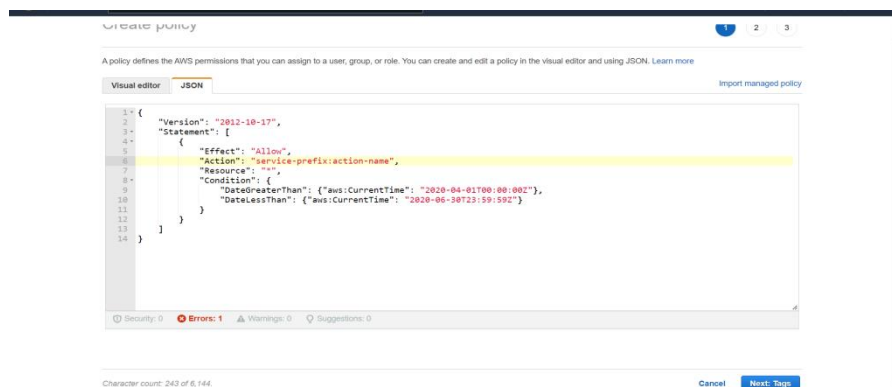 Create policy
1 2 3
A policy defines the AWS permissions that you can assign to a user, group, or role. You can create and edit a policy in the visual editor and using JSON. Learn more
Visual editor JSON Import managed policy
1 {
2 "Version": "2012-10-17",
3 "Statement": [
4 {
5 "Effect": "Allow",
6 "Action": "service-prefix:action-name",
7 "Resource": "*",
8 "Condition": {
9 "DateGreaterThan": {"aws:CurrentTime": "2020-04-01T00:00:00Z"},
10 "DateLessThan": {"aws:CurrentTime": "2020-06-30T23:59:59Z"}
11 }
12 }
13 ]
14 }
Security: 0 Errors: 1 Warnings: 0 Suggestions: 0
Character count: 243 of 6,144. Cancel Next: Tags